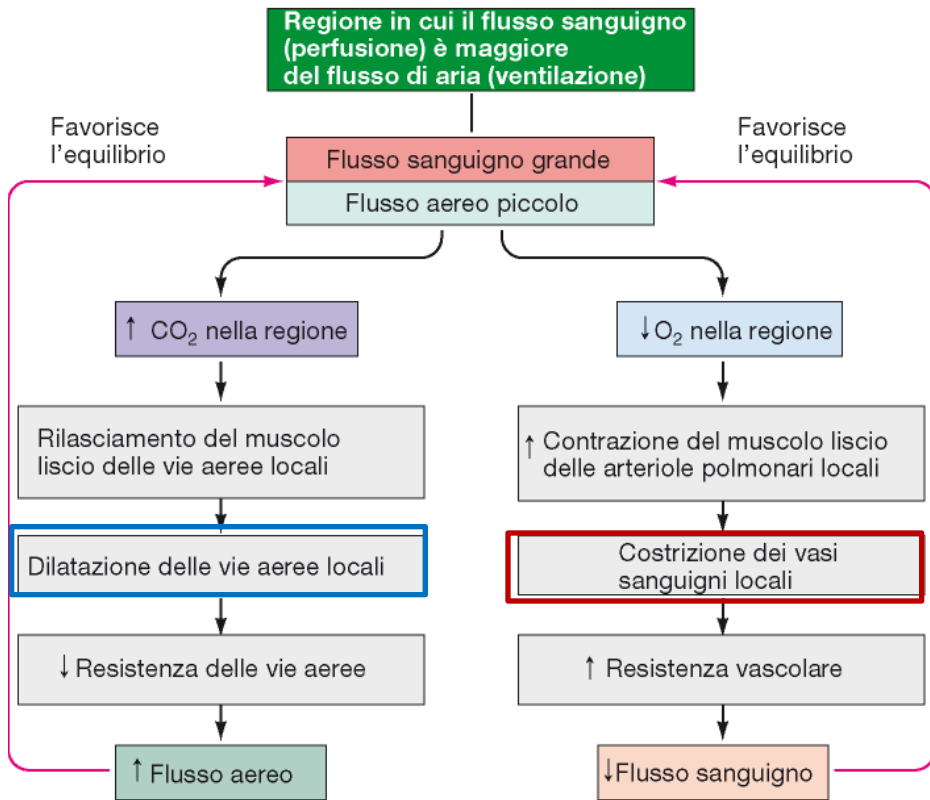 Regione in cui il flusso sanguigno
(perfusione) è maggiore
del flusso di aria (ventilazione)
Favorisce
l'equilibrio
Favorisce
l'equilibrio
Flusso sanguigno grande
Flusso aereo piccolo
↑ CO₂ nella regione
↓O₂ nella regione
Rilasciamento del muscolo
liscio delle vie aeree locali
↑ Contrazione del muscolo liscio
delle arteriole polmonari locali
Dilatazione delle vie aeree locali
Costrizione dei vasi
sanguigni locali
↓ Resistenza delle vie aeree
↑ Resistenza vascolare
↑ Flusso aereo
↓Flusso sanguigno